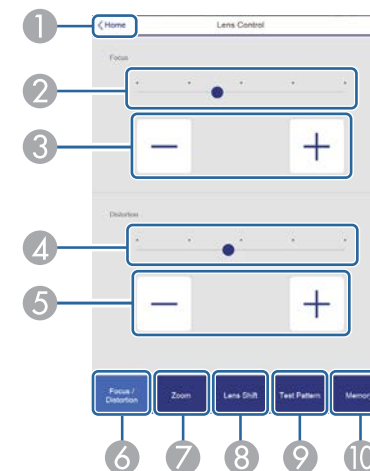 1
< Home
Lens Control
Focus
2
3
− +
Distortion
4
5
− +
Focus /
Distortion
Zoom
Lens Shift
Test Pattern
Memory
6 7 8 9 10